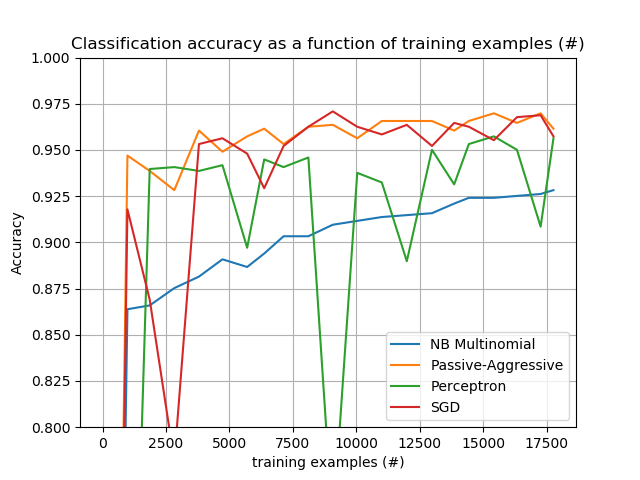 Classification accuracy as a function of training examples (#)
1.000
0.975
0.950
0.925
0.900
0.875
0.850
0.825
0.800
Accuracy
NB Multinomial
Passive-Aggressive
Perceptron
SGD
0 2500 5000 7500 10000 12500 15000 17500
training examples (#)